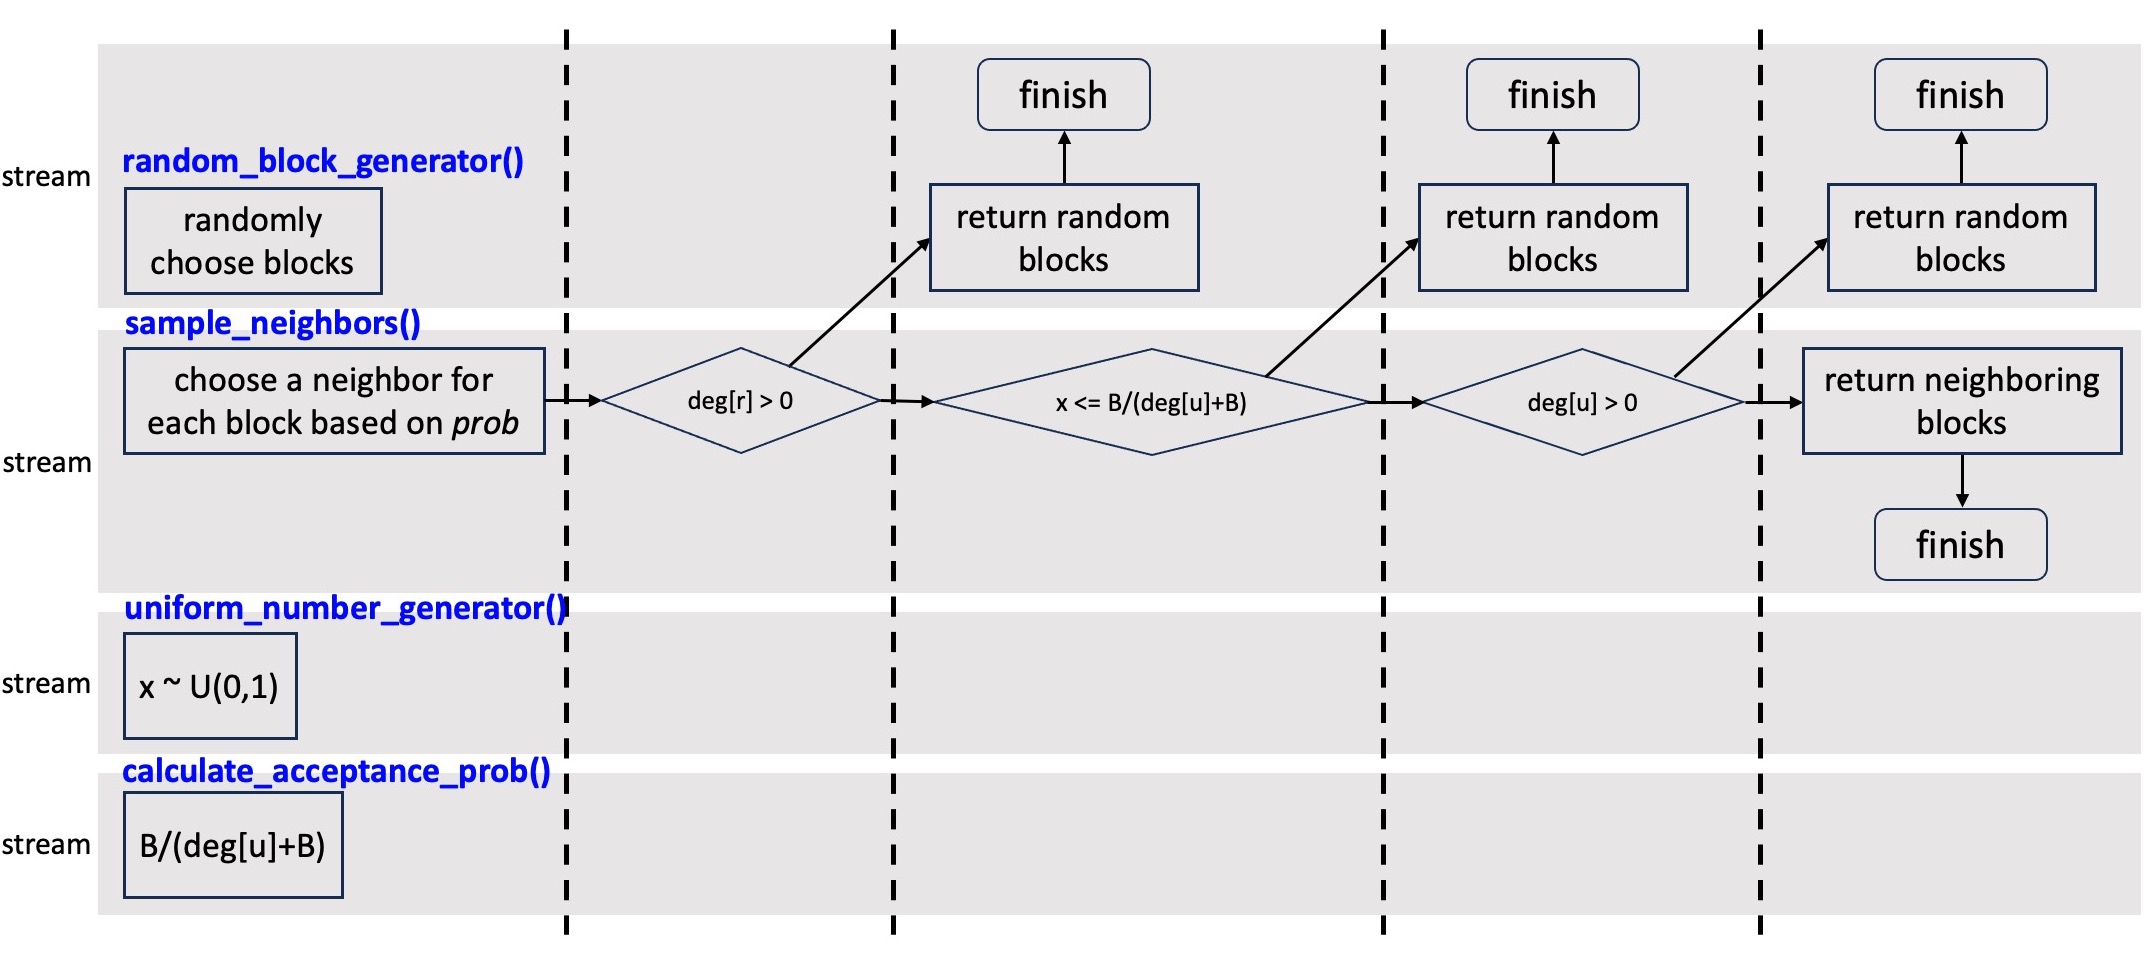 finish
finish
finish
stream
random_block_generator()
randomly
choose blocks
return random
blocks
return random
blocks
return random
blocks
stream
sample_neighbors()
choose a neighbor for
each block based on prob
deg[r] > 0
x <= B/(deg[u]+B)
deg[u] > 0
return neighboring
blocks
finish
stream
uniform_number_generator()
x ~ U(0,1)
stream
calculate_acceptance_prob()
B/(deg[u]+B)